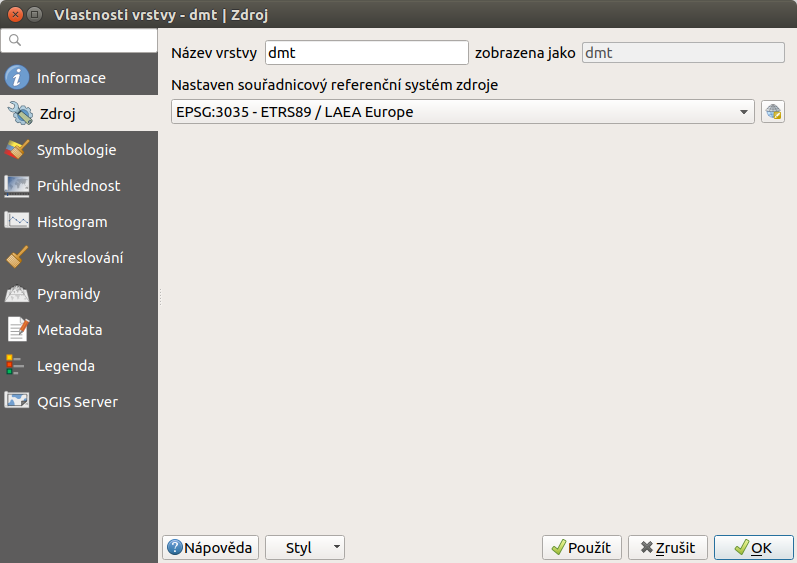 Vlastnosti vrstvy - dmt | Zdroj
Informace
Zdroj
Symbologie
Průhlednost
Histogram
Vykreslování
Pyramidy
Metadata
Legenda
QGIS Server
Název vrstvy dmt zobrazena jako dmt
Nastaven souřadnicový referenční systém zdroje
EPSG:3035 - ETRS89 / LAEA Europe
Nápověda Styl Použít Zrušit OK